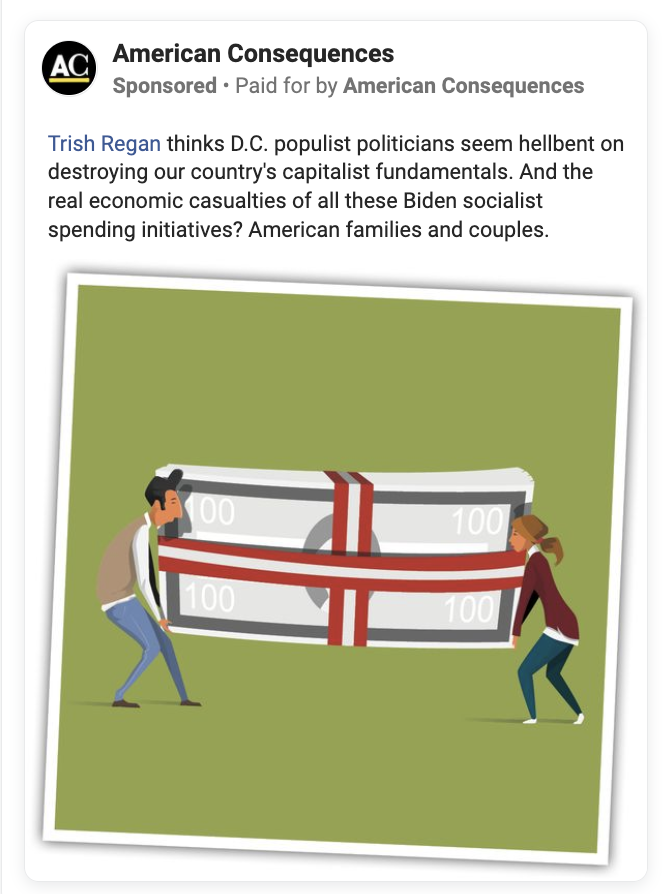 AC
American Consequences
Sponsored • Paid for by American Consequences
Trish Regan thinks D.C. populist politicians seem hellbent on
destroying our country's capitalist fundamentals. And the
real economic casualties of all these Biden socialist
spending initiatives? American families and couples.
100 100
100 100